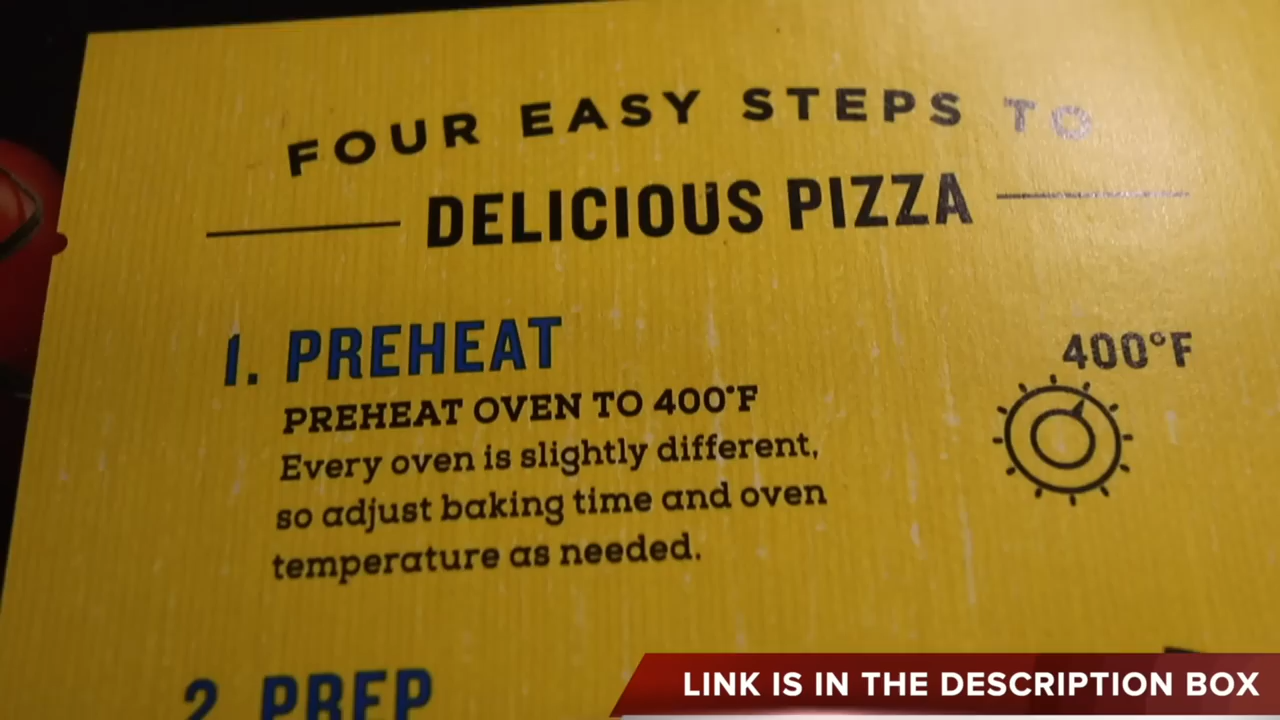 FOUR EASY STEPS TO
DELICIOUS PIZZA
1. PREHEAT
400°F
PREHEAT OVEN TO 400°F
Every oven is slightly different,
so adjust baking time and oven
temperature as needed.
2. PREP
LINK IS IN THE DESCRIPTION BOX